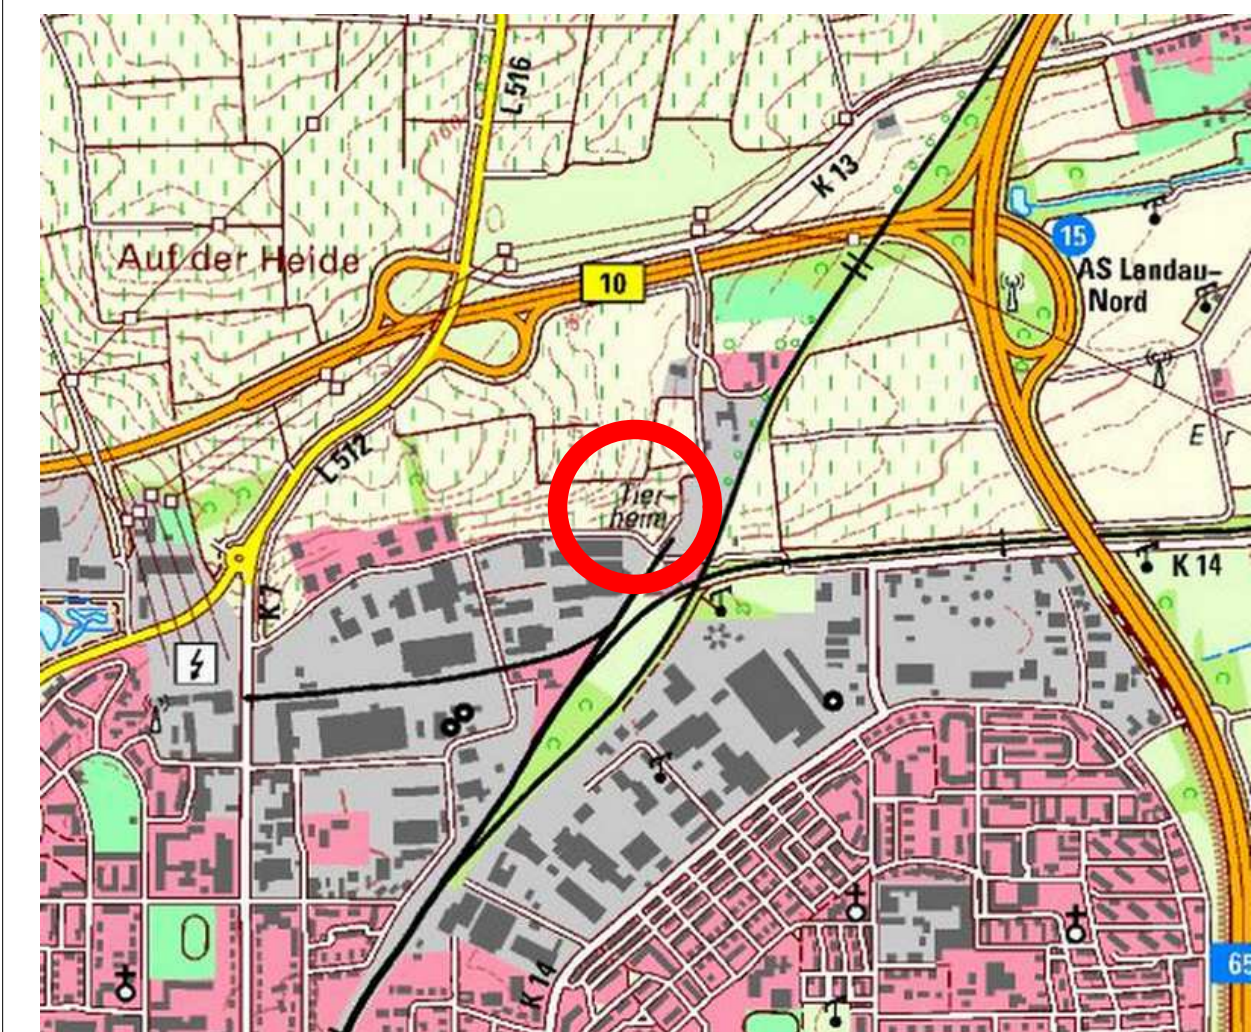 L 516
K 13
Auf der Heide
10
15
AS Landau-
Nord
L 512
Tier-
heim
E r
K 7
K 14
K 14
65